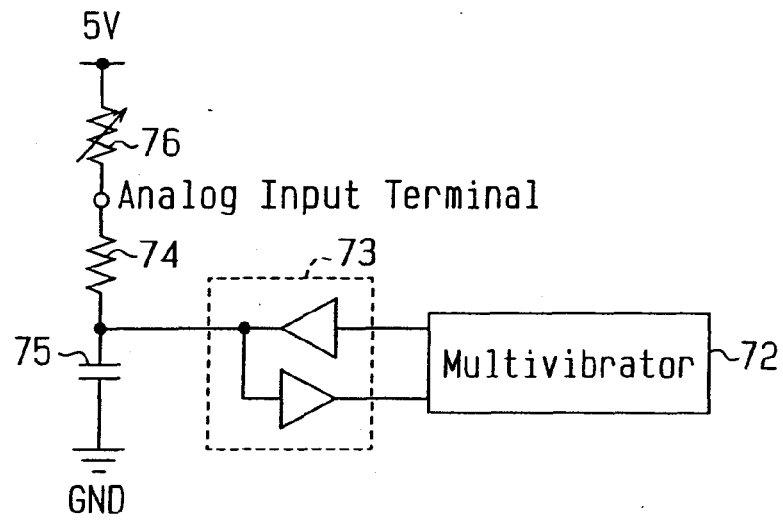 5V
76
Analog Input Terminal
74
73
75
Multivibrator
72
GND